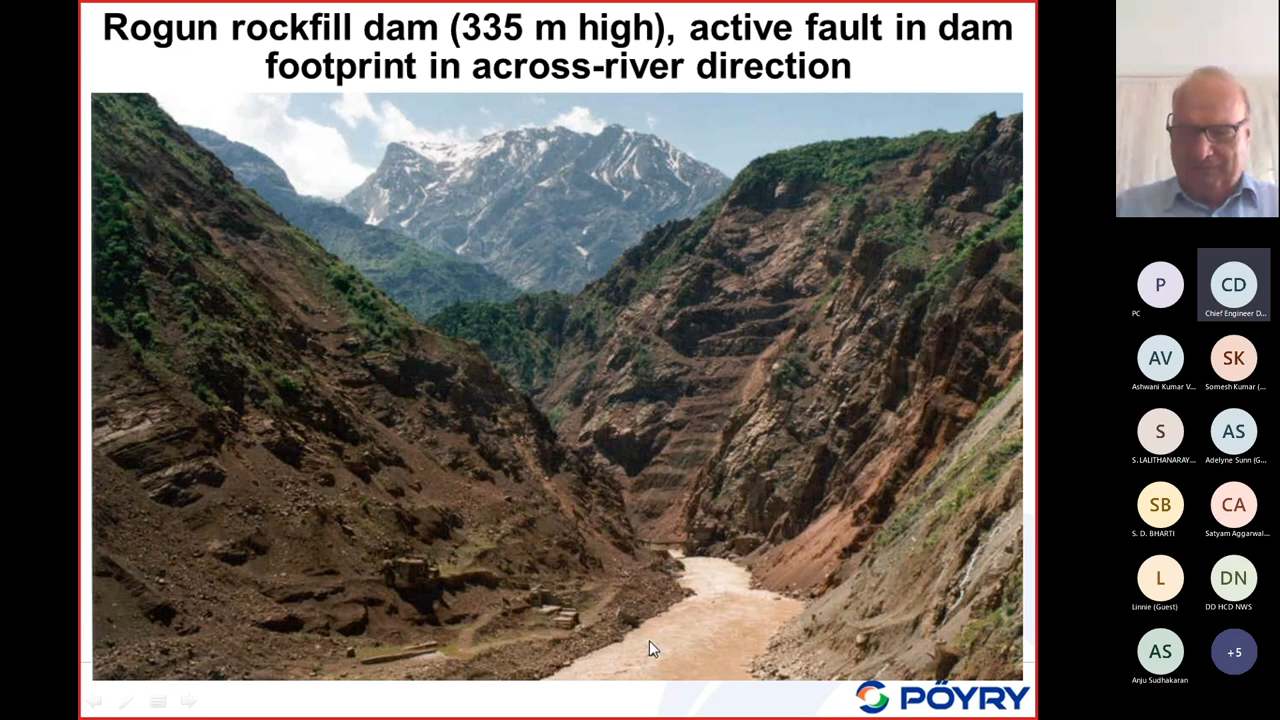 Rogun rockfill dam (335 m high), active fault in dam
footprint in across-river direction
PŐYRY
P
PC
CD
Chief Engineer D...
AV
Ashwani Kumar V...
SK
Somesh Kumar (...
S
S. LALITHANARAY...
AS
Adelyne Sunn (G...
SB
S. D. BHARTI
CA
Satyam Aggarwal...
L
Linnie (Guest)
DN
DD HCD NWS
AS
Anju Sudhakaran
+5